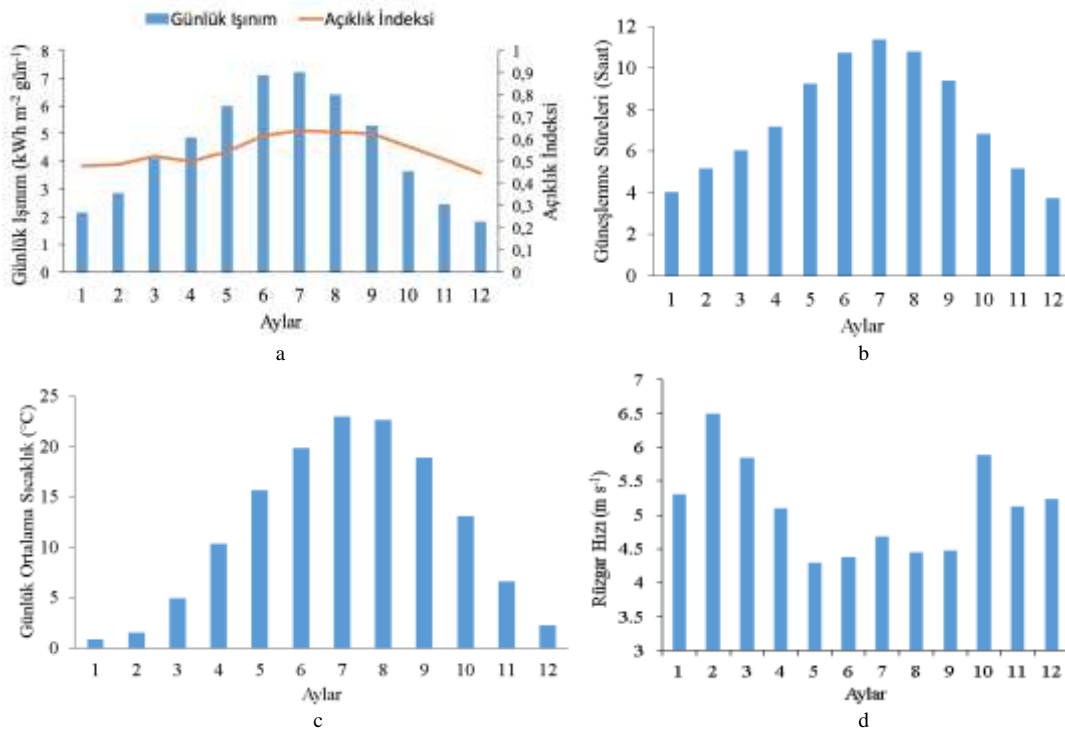 Günlük Işınım Açıklık İndeksi
Günlük Işınım (kWh m⁻² gün⁻¹)
8
7
6
5
4
3
2
1
0
1
0,9
0,8
0,7
0,6
0,5
0,4
0,3
0,2
0,1
0
Açıklık İndeksi
1 2 3 4 5 6 7 8 9 10 11 12
Aylar
a
Güneşlenme Süreleri (Saat)
12
10
8
6
4
2
0
1 2 3 4 5 6 7 8 9 10 11 12
Aylar
b
Günlük Ortalama Sıcaklık (°C)
25
20
15
10
5
0
1 2 3 4 5 6 7 8 9 10 11 12
Aylar
c
Rüzgar Hızı (m s⁻¹)
7
6.5
6
5.5
5
4.5
4
3.5
3
1 2 3 4 5 6 7 8 9 10 11 12
Aylar
d